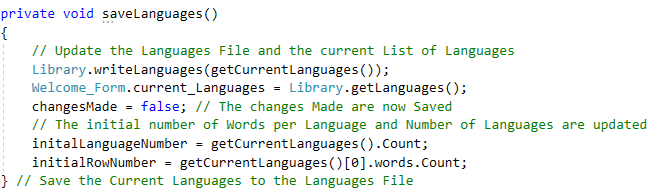 private void saveLanguages()
{
// Update the Languages File and the current List of Languages
Library.writeLanguages(getCurrentLanguages());
Welcome_Form.current_Languages = Library.getLanguages();
changesMade = false; // The changes Made are now Saved
// The initial number of Words per Language and Number of Languages are updated
initalLanguageNumber = getCurrentLanguages().Count;
initialRowNumber = getCurrentLanguages()[0].words.Count;
} // Save the Current Languages to the Languages File